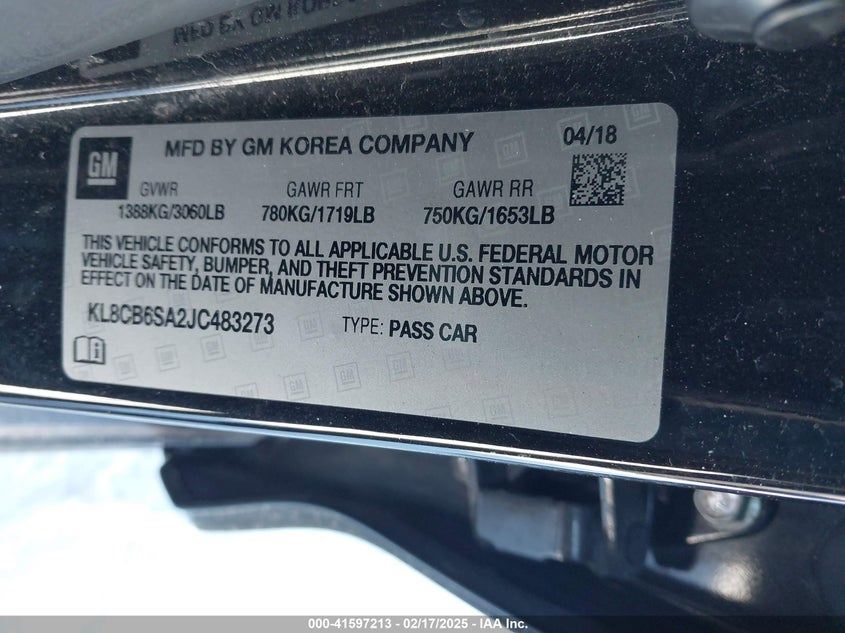 GM
MFD BY GM KOREA COMPANY
04/18
GVWR
GAWR FRT
GAWR RR
1388KG/3060LB
780KG/1719LB
750KG/1653LB
THIS VEHICLE CONFORMS TO ALL APPLICABLE U.S. FEDERAL MOTOR
VEHICLE SAFETY, BUMPER, AND THEFT PREVENTION STANDARDS IN
EFFECT ON THE DATE OF MANUFACTURE SHOWN ABOVE.
KL8CB6SA2JC483273
TYPE: PASS CAR
000-41597213 - 02/17/2025 - IAA Inc.